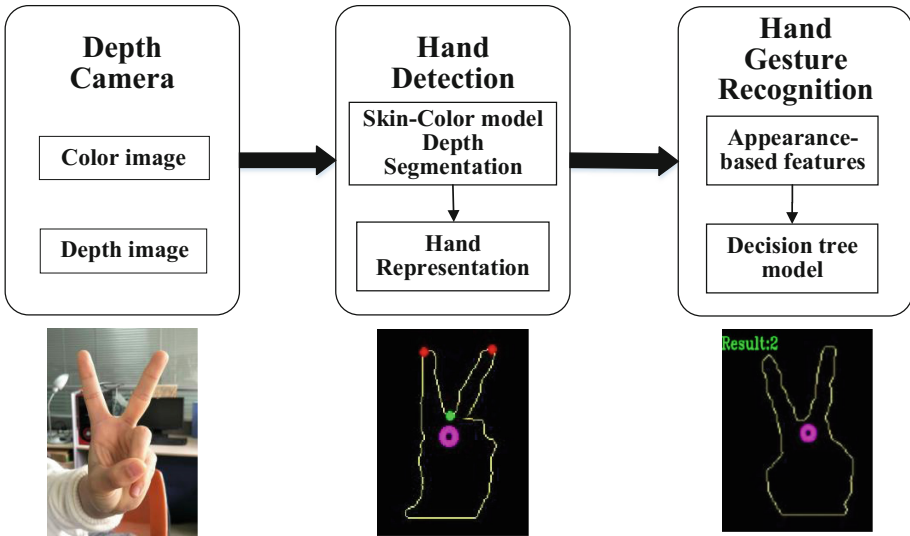 Depth
Camera
Color image
Depth image
Hand
Detection
Skin-Color model
Depth
Segmentation
Hand
Representation
Hand
Gesture
Recognition
Appearance-
based features
Decision tree
model
Result:2